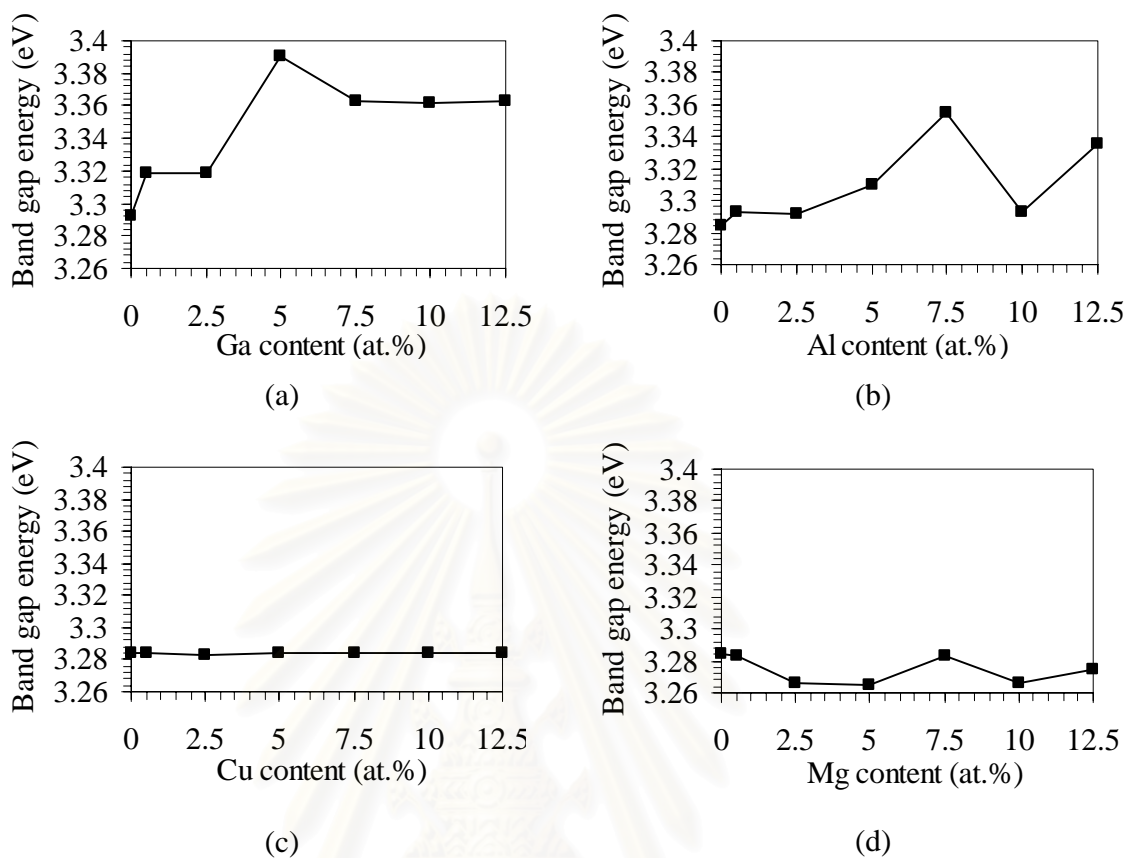 Band gap energy (eV)
3.4
3.38
3.36
3.34
3.32
3.3
3.28
3.26
0 2.5 5 7.5 10 12.5
Ga content (at.%)
(a)
Band gap energy (eV)
3.4
3.38
3.36
3.34
3.32
3.3
3.28
3.26
0 2.5 5 7.5 10 12.5
Al content (at.%)
(b)
Band gap energy (eV)
3.4
3.38
3.36
3.34
3.32
3.3
3.28
3.26
0 2.5 5 7.5 10 12.5
Cu content (at.%)
(c)
Band gap energy (eV)
3.4
3.38
3.36
3.34
3.32
3.3
3.28
3.26
0 2.5 5 7.5 10 12.5
Mg content (at.%)
(d)